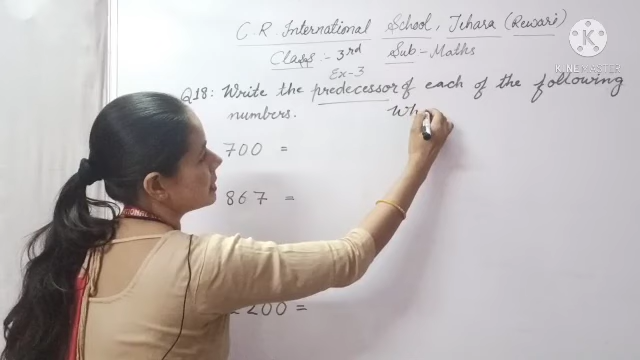 C.R. International School, Jehara (Rewari)
Class :- 3rd Sub - Maths
Ex-3
Q18: Write the predecessor of each of the following
numbers. Wh
700 =
867 =
200 =
K
KINEMASTER